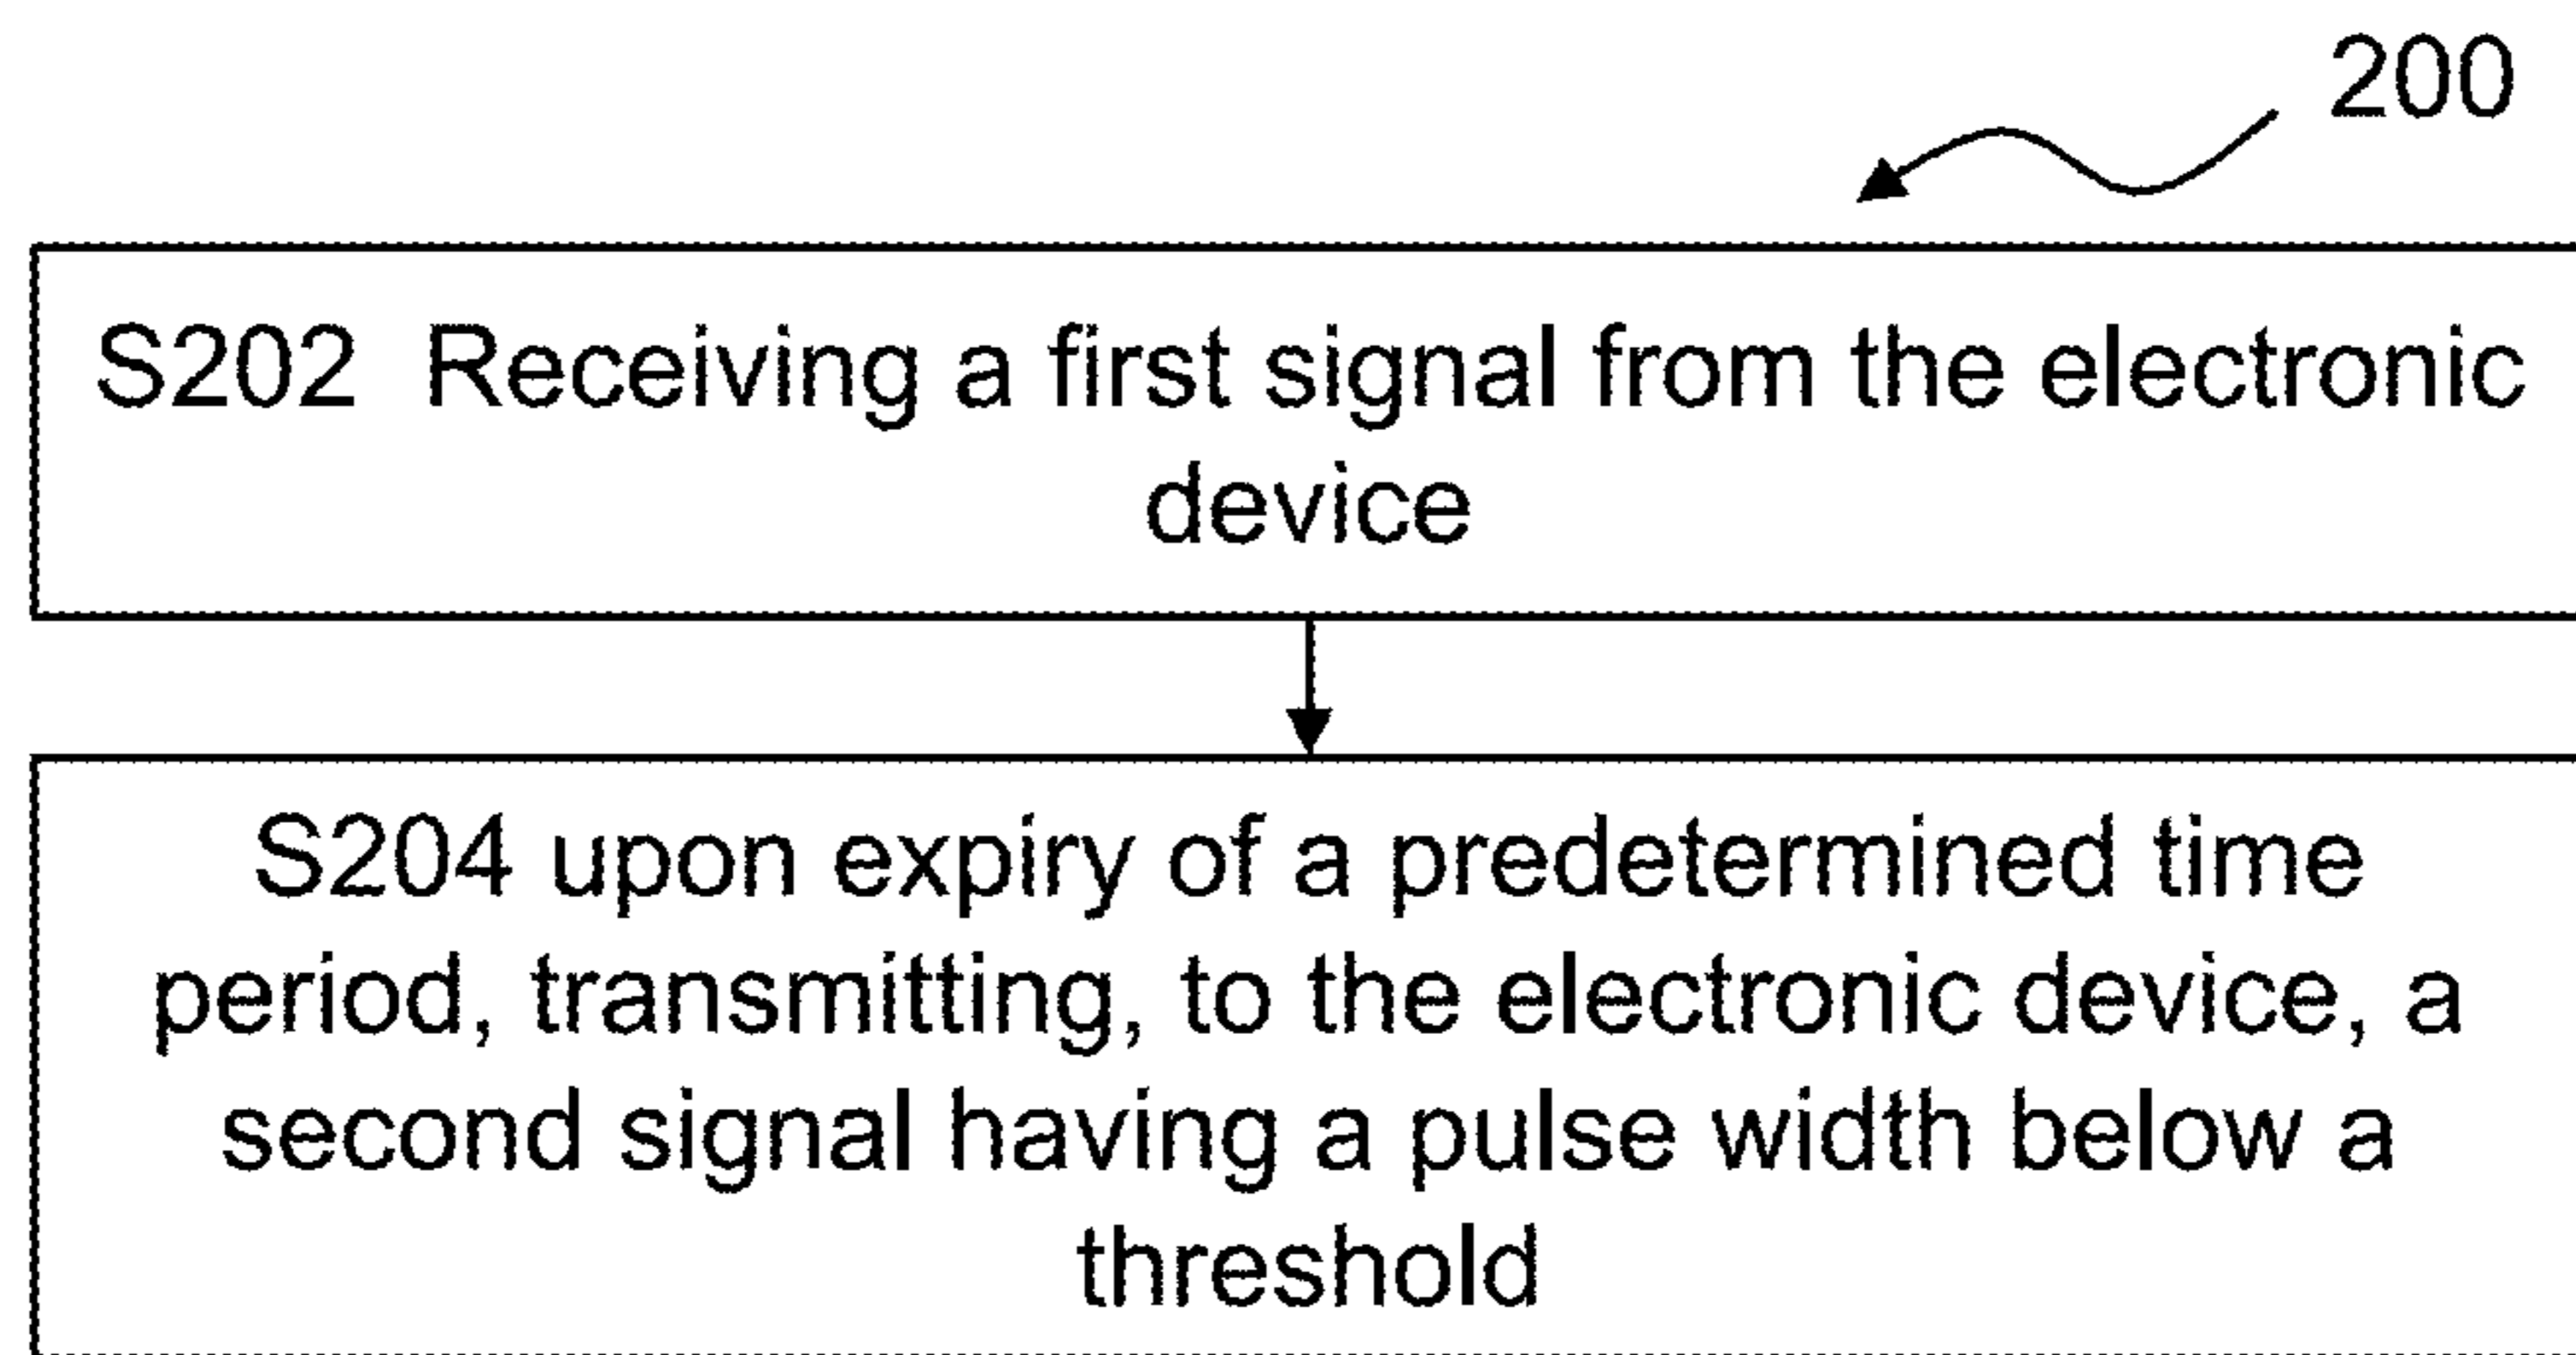 200
S202 Receiving a first signal from the electronic
device
S204 upon expiry of a predetermined time
period, transmitting, to the electronic device, a
second signal having a pulse width below a
threshold